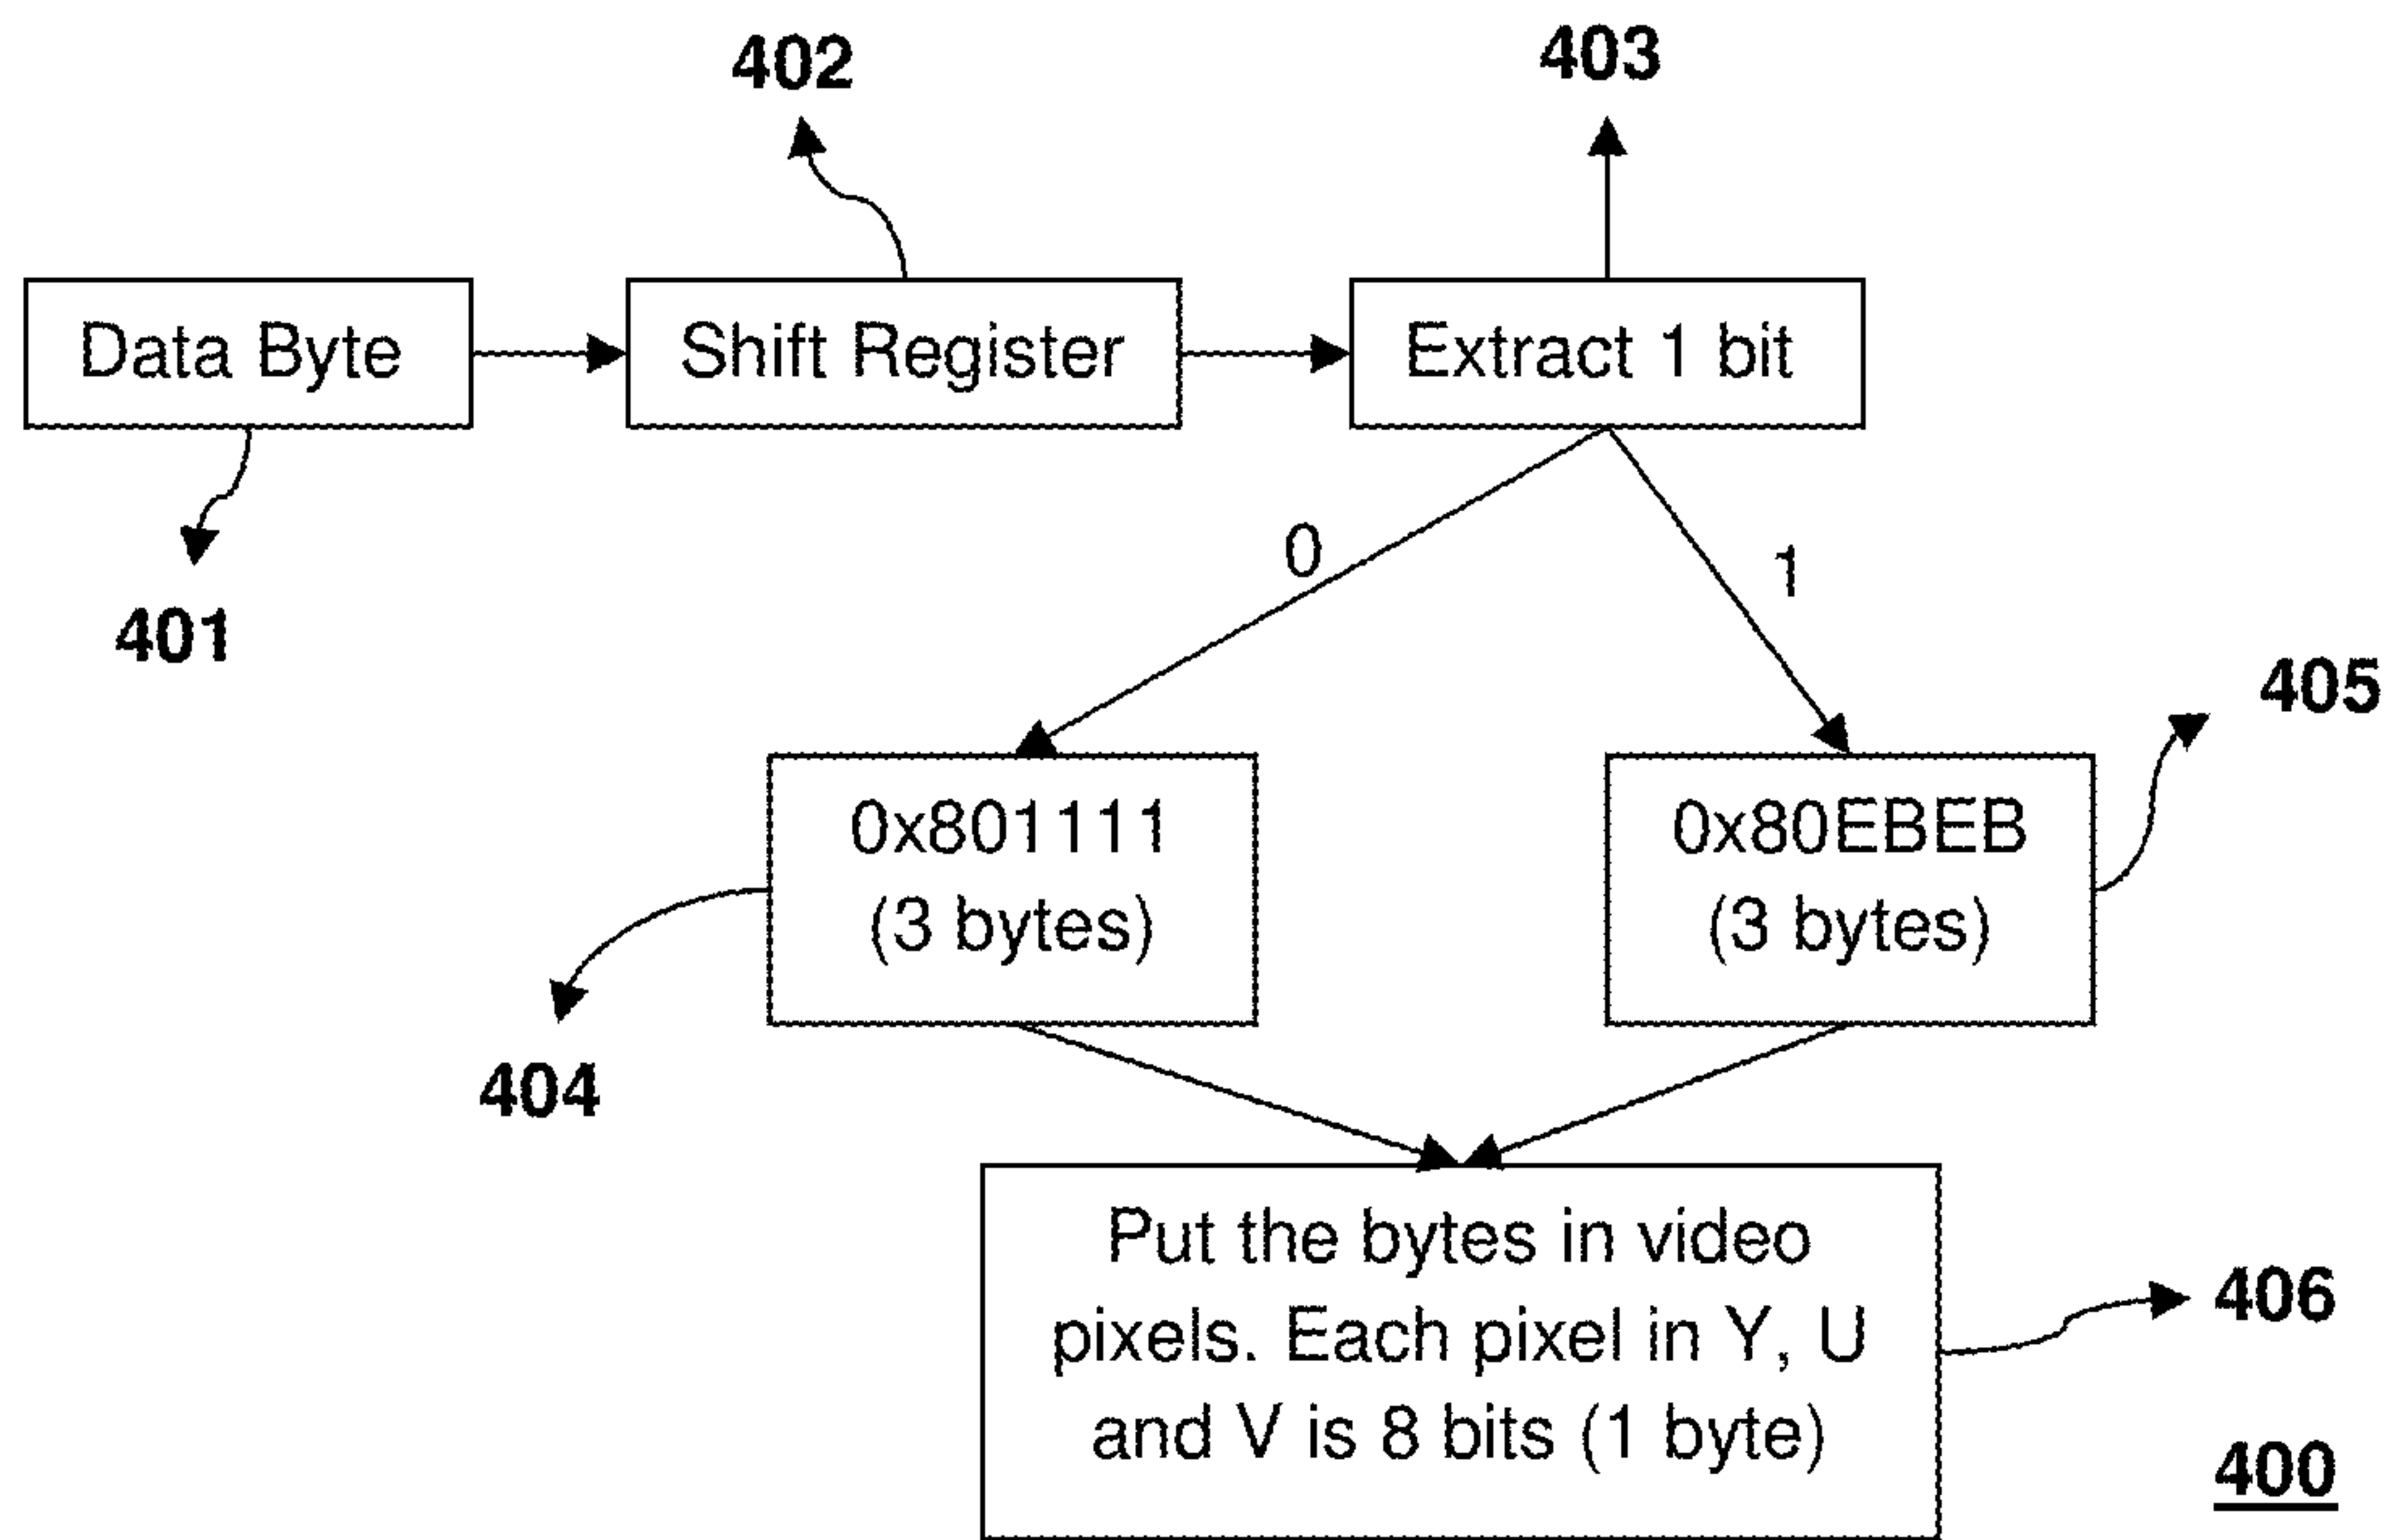 402
403
Data Byte
Shift Register
Extract 1 bit
0
1
401
405
0x801111
(3 bytes)
0x80EBEB
(3 bytes)
404
Put the bytes in video
pixels. Each pixel in Y, U
and V is 8 bits (1 byte)
406
400